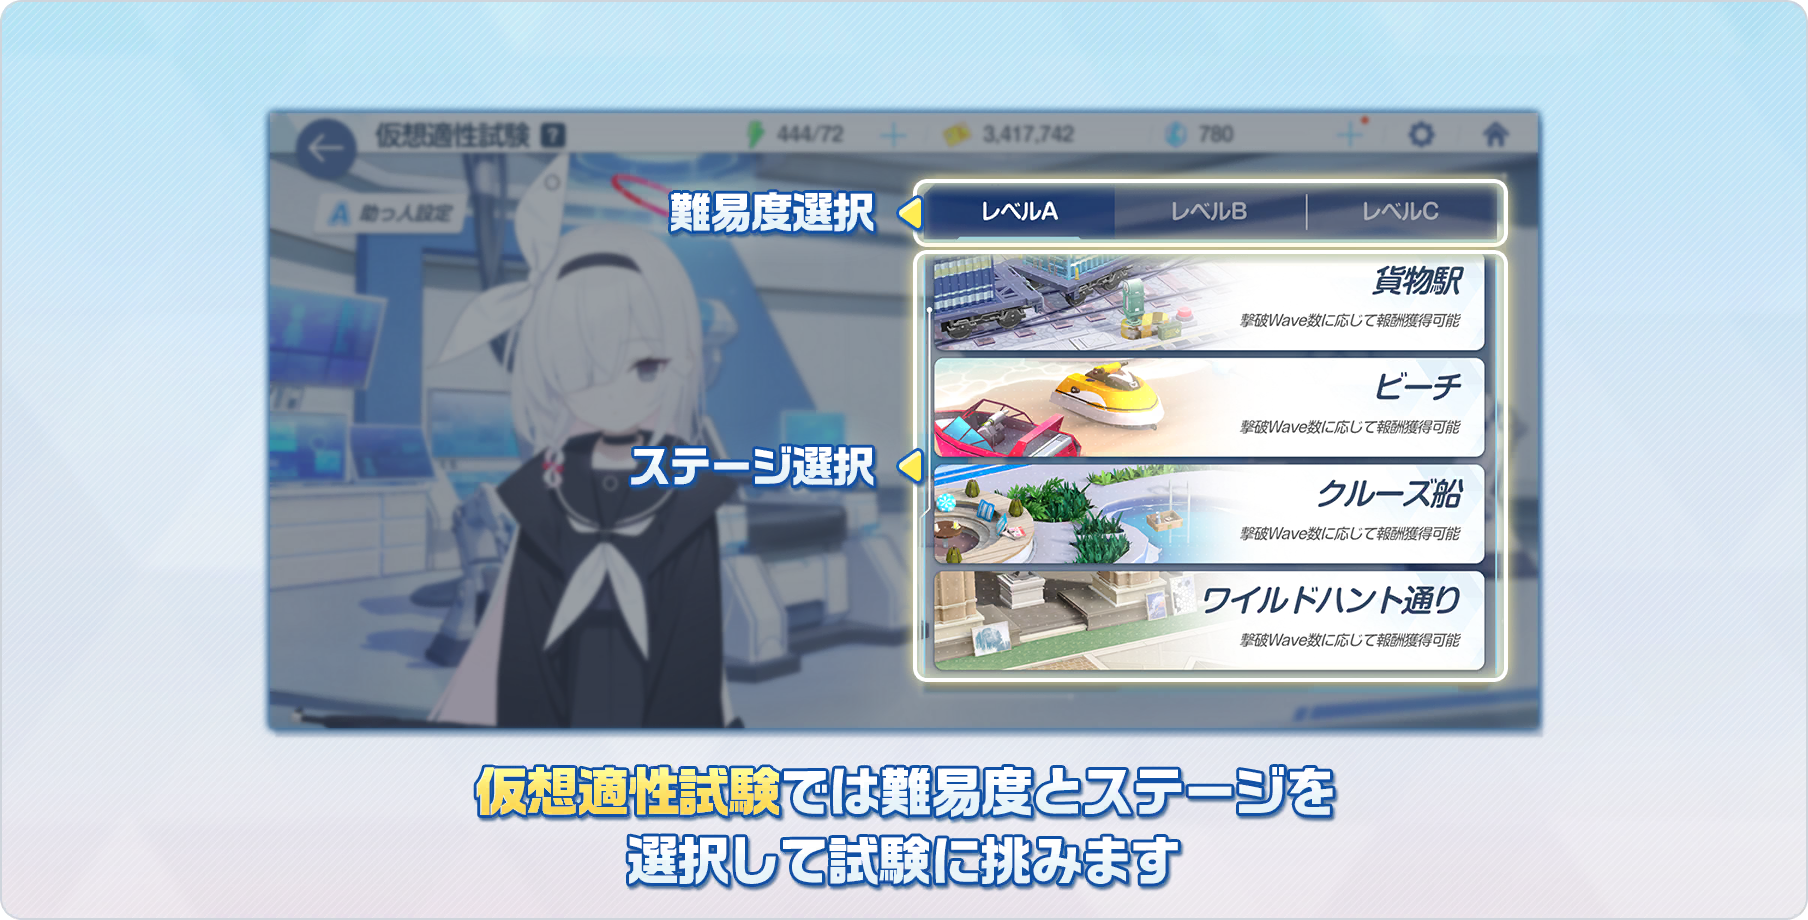 仮想適性試験 ?
444/72
3,417,742
780
A 助っ人設定
難易度選択
レベルA
レベルB
レベルC
貨物駅
撃破Wave数に応じて報酬獲得可能
ビーチ
撃破Wave数に応じて報酬獲得可能
ステージ選択
クルーズ船
撃破Wave数に応じて報酬獲得可能
ワイルドハント通り
撃破Wave数に応じて報酬獲得可能
仮想適性試験では難易度とステージを
選択して試験に挑みます